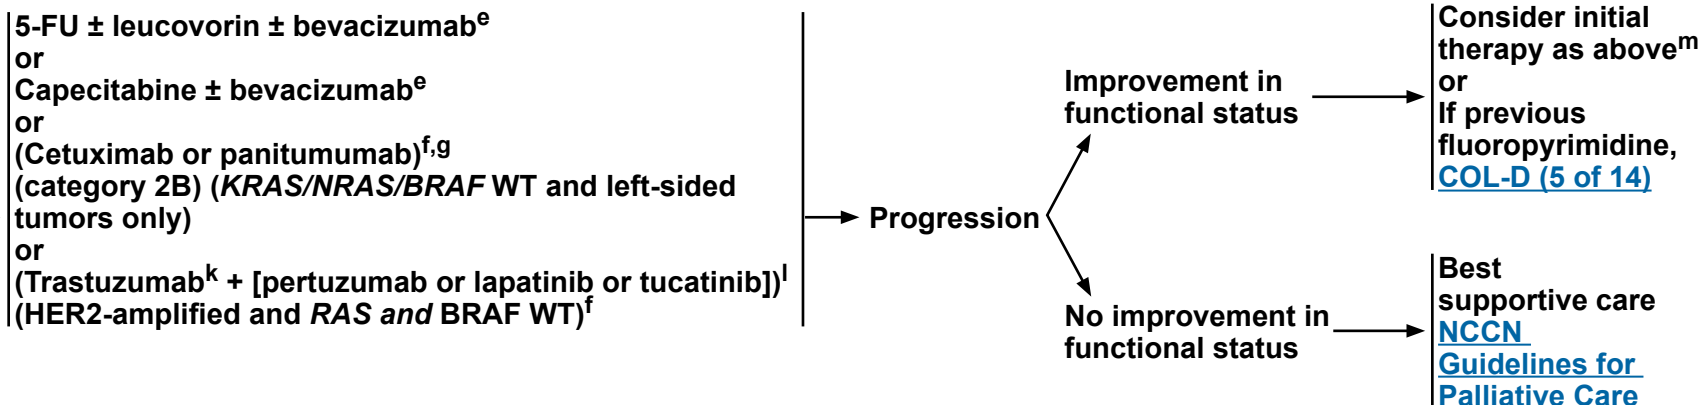 5-FU ± leucovorin ± bevacizumabᵉ
or
Capecitabine ± bevacizumabᵉ
or
(Cetuximab or panitumumab)ᶠ,ᵍ
(category 2B) (KRAS/NRAS/BRAF WT and left-sided
tumors only)
or
(Trastuzumabᵏ + [pertuzumab or lapatinib or tucatinib])ˡ
(HER2-amplified and RAS and BRAF WT)ᶠ
Progression
Improvement in
functional status
Consider initial
therapy as aboveᵐ
or
If previous
fluoropyrimidine,
COL-D (5 of 14)
No improvement in
functional status
Best
supportive care
NCCN
Guidelines for
Palliative Care